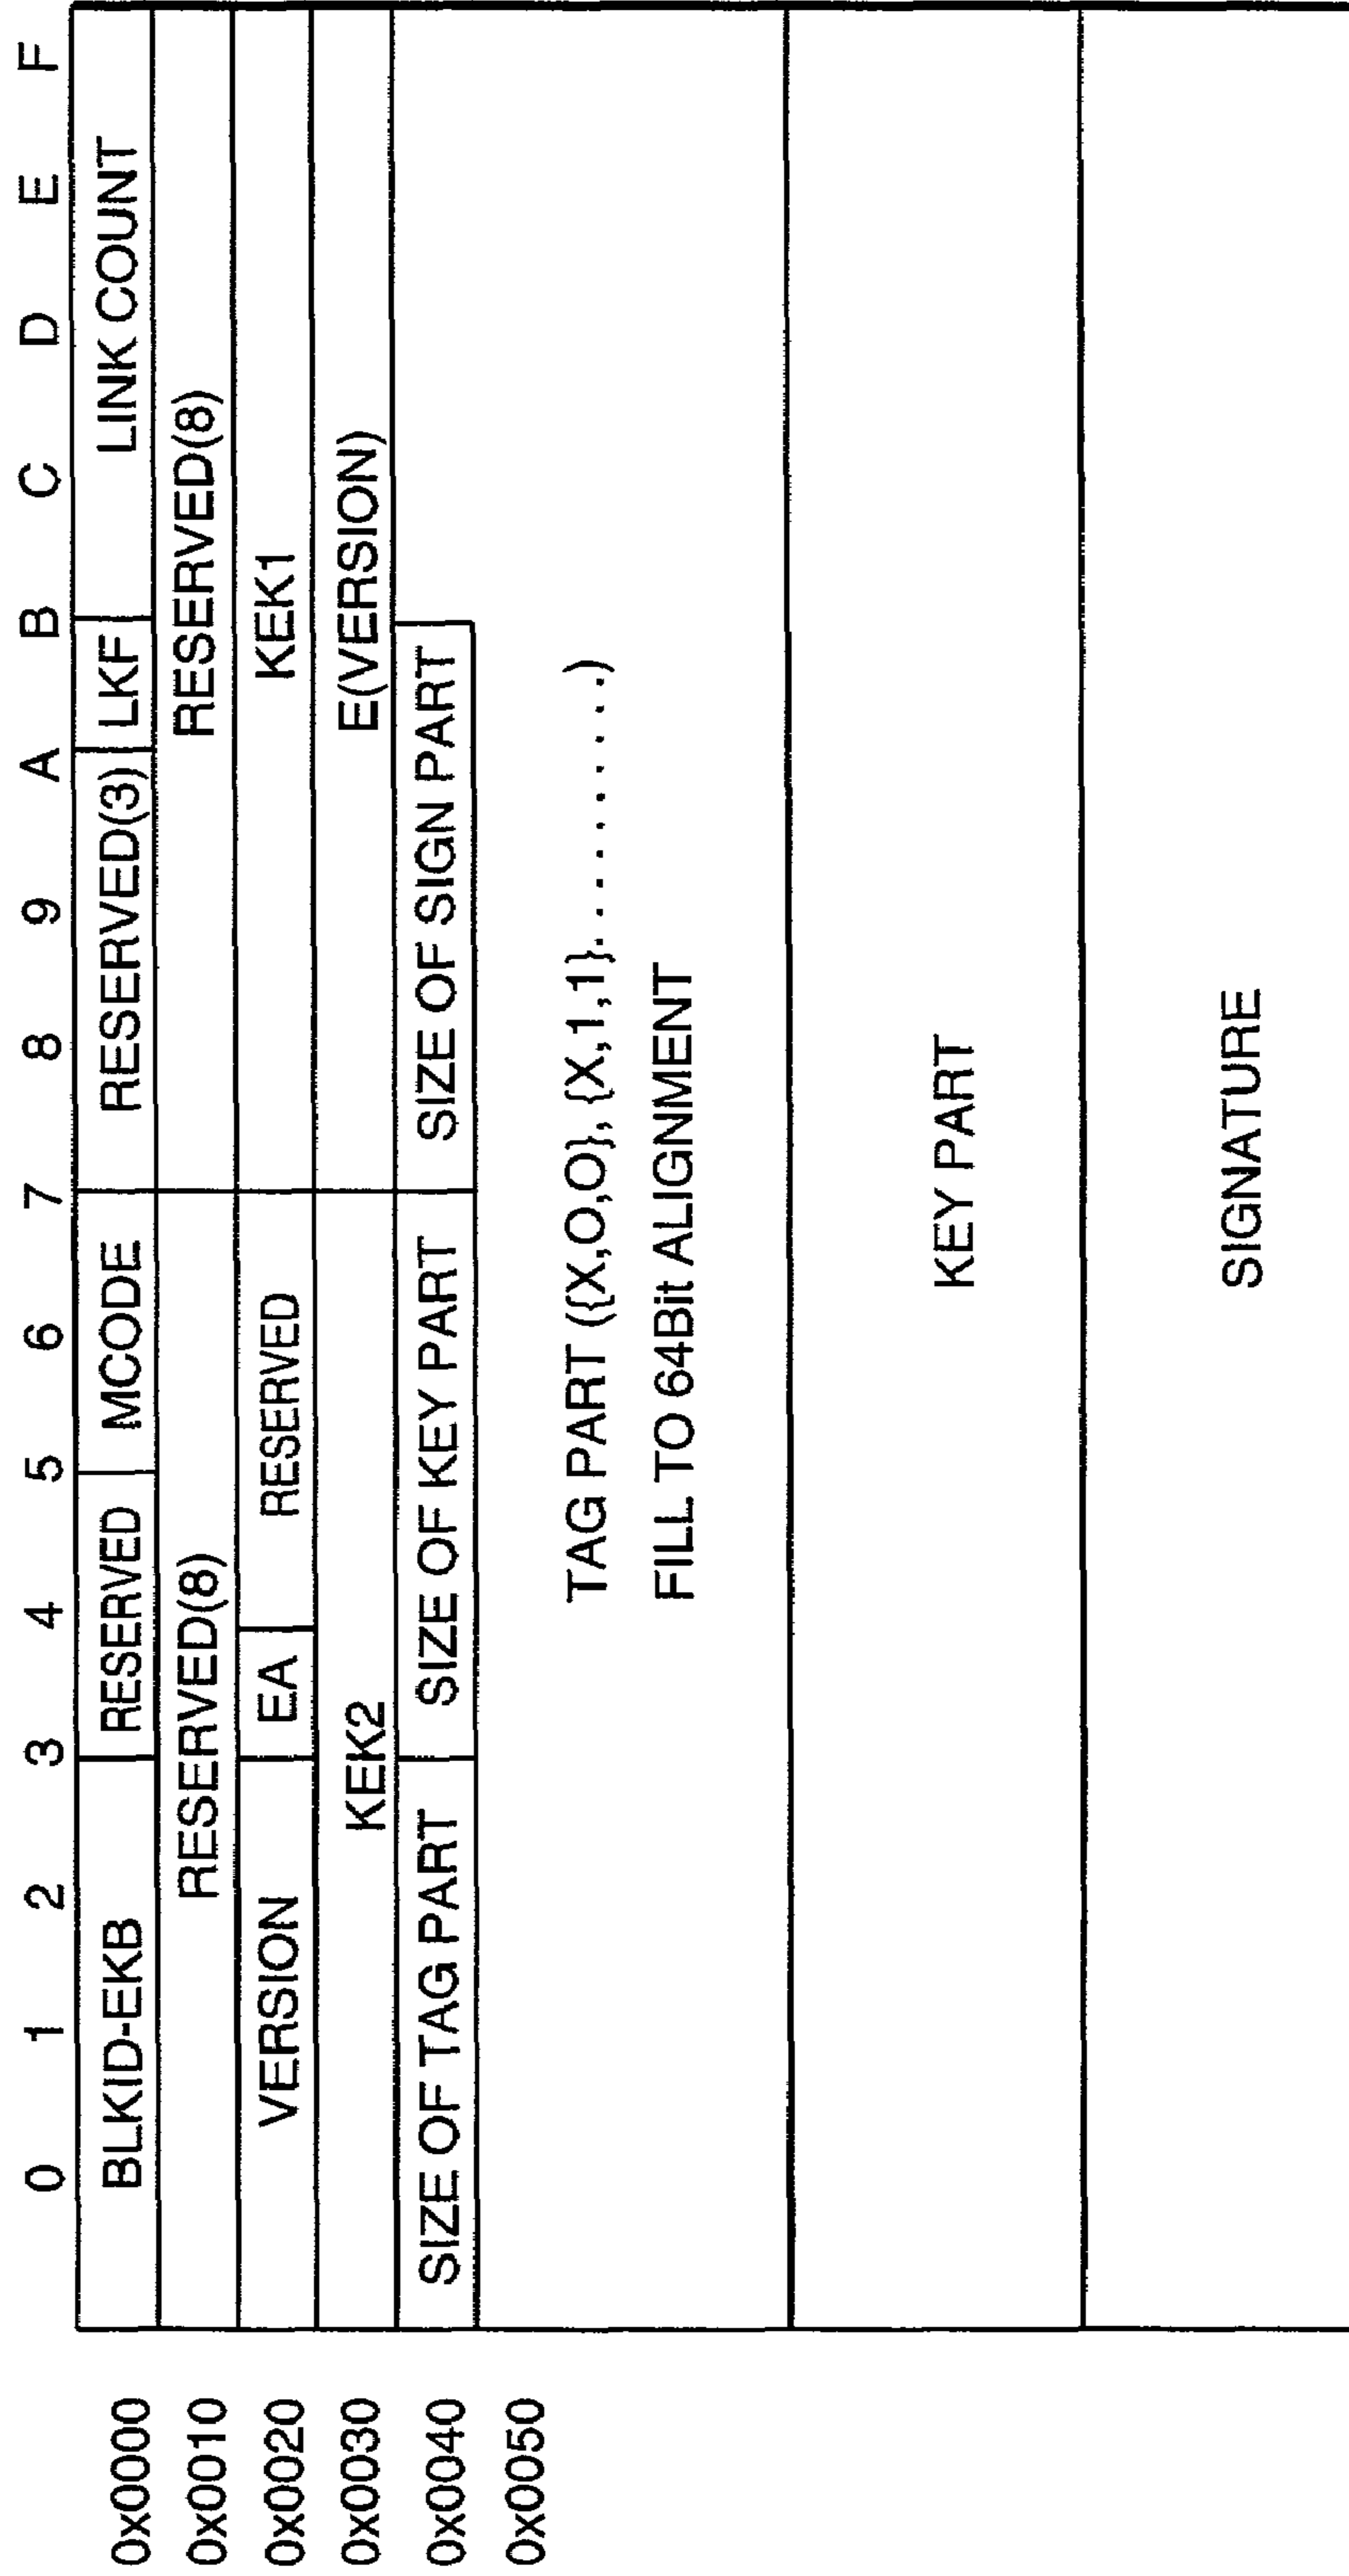 0 1 2 3 4 5 6 7 8 9 A B C D E F
0x0000 BLKID-EKB RESERVED MCODE RESERVED(3) LKF LINK COUNT
0x0010 RESERVED(8) RESERVED(8)
0x0020 VERSION EA RESERVED KEK1
0x0030 KEK2 E(VERSION)
0x0040 SIZE OF TAG PART SIZE OF KEY PART SIZE OF SIGN PART
0x0050
TAG PART ({X,O,O}, {X,1,1}. . . . . . . . .)
FILL TO 64Bit ALIGNMENT
KEY PART
SIGNATURE